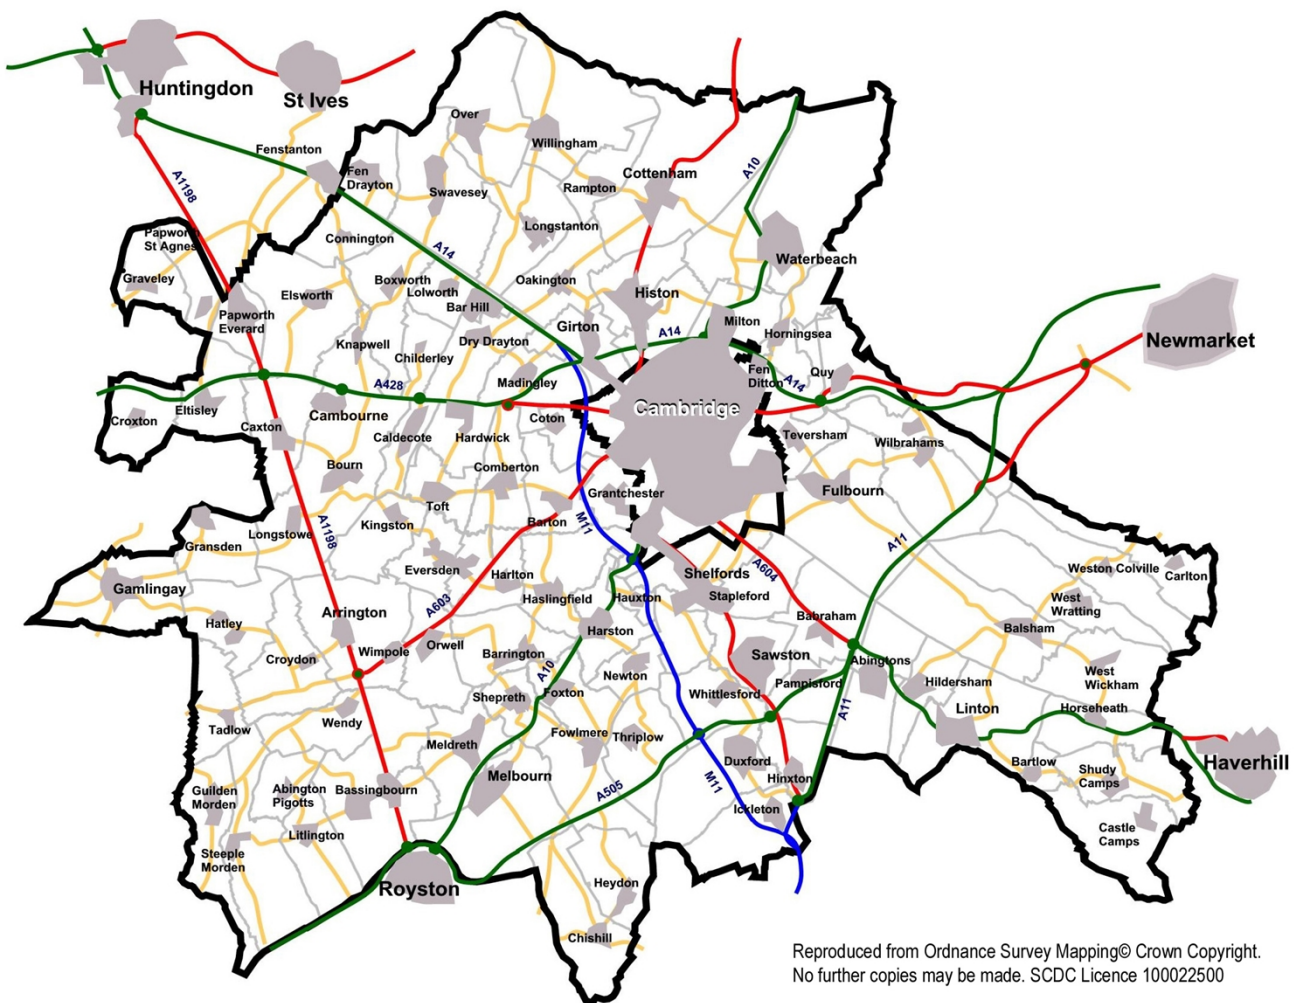 Huntingdon
St Ives
Over
Willingham
Fenstanton
Fen
Drayton
Cottenham
A10
A1198
Swavesey
Rampton
Papworth
St Agnes
Connington
A14
Longstanton
Waterbeach
Graveley
Elsworth
Boxworth
Lolworth
Oakington
Bar Hill
Histon
Papworth
Everard
Girton
A14
Milton
Horningsea
Newmarket
Knapwell
Childerley
Dry Drayton
Madingley
Fen
Ditton
A14
Quy
A428
Eltisley
Croxton
Cambourne
Cambridge
Caxton
Caldecote
Hardwick
Coton
Teversham
Wilbrahams
Bourn
Comberton
Grantchester
Fulbourn
Toft
Longstowe
A1198
Kingston
Barton
M11
Gransden
A11
Gamlingay
Eversden
Harlton
Shelfords
A604
Weston Colville
Carlton
Haslingfield
Hauxton
Stapleford
West
Wratting
Arrington
A603
Hatley
Harston
Babraham
Balsham
Croydon
Wimpole
Orwell
Barrington
A10
Newton
Sawston
Abingtons
Pampisford
Hildersham
West
Wickham
Shepreth
Foxton
Whittlesford
A11
Linton
Horseheath
Tadlow
Wendy
Meldreth
Fowlmere
Thriplow
Duxford
Haverhill
Melbourn
M11
Hinxton
Bartlow
Shudy
Camps
Guilden
Morden
Abington
Pigotts
Bassingbourn
A505
Ickleton
Litlington
Castle
Camps
Steeple
Morden
Royston
Heydon
Chishill
Reproduced from Ordnance Survey Mapping© Crown Copyright.
No further copies may be made. SCDC Licence 100022500